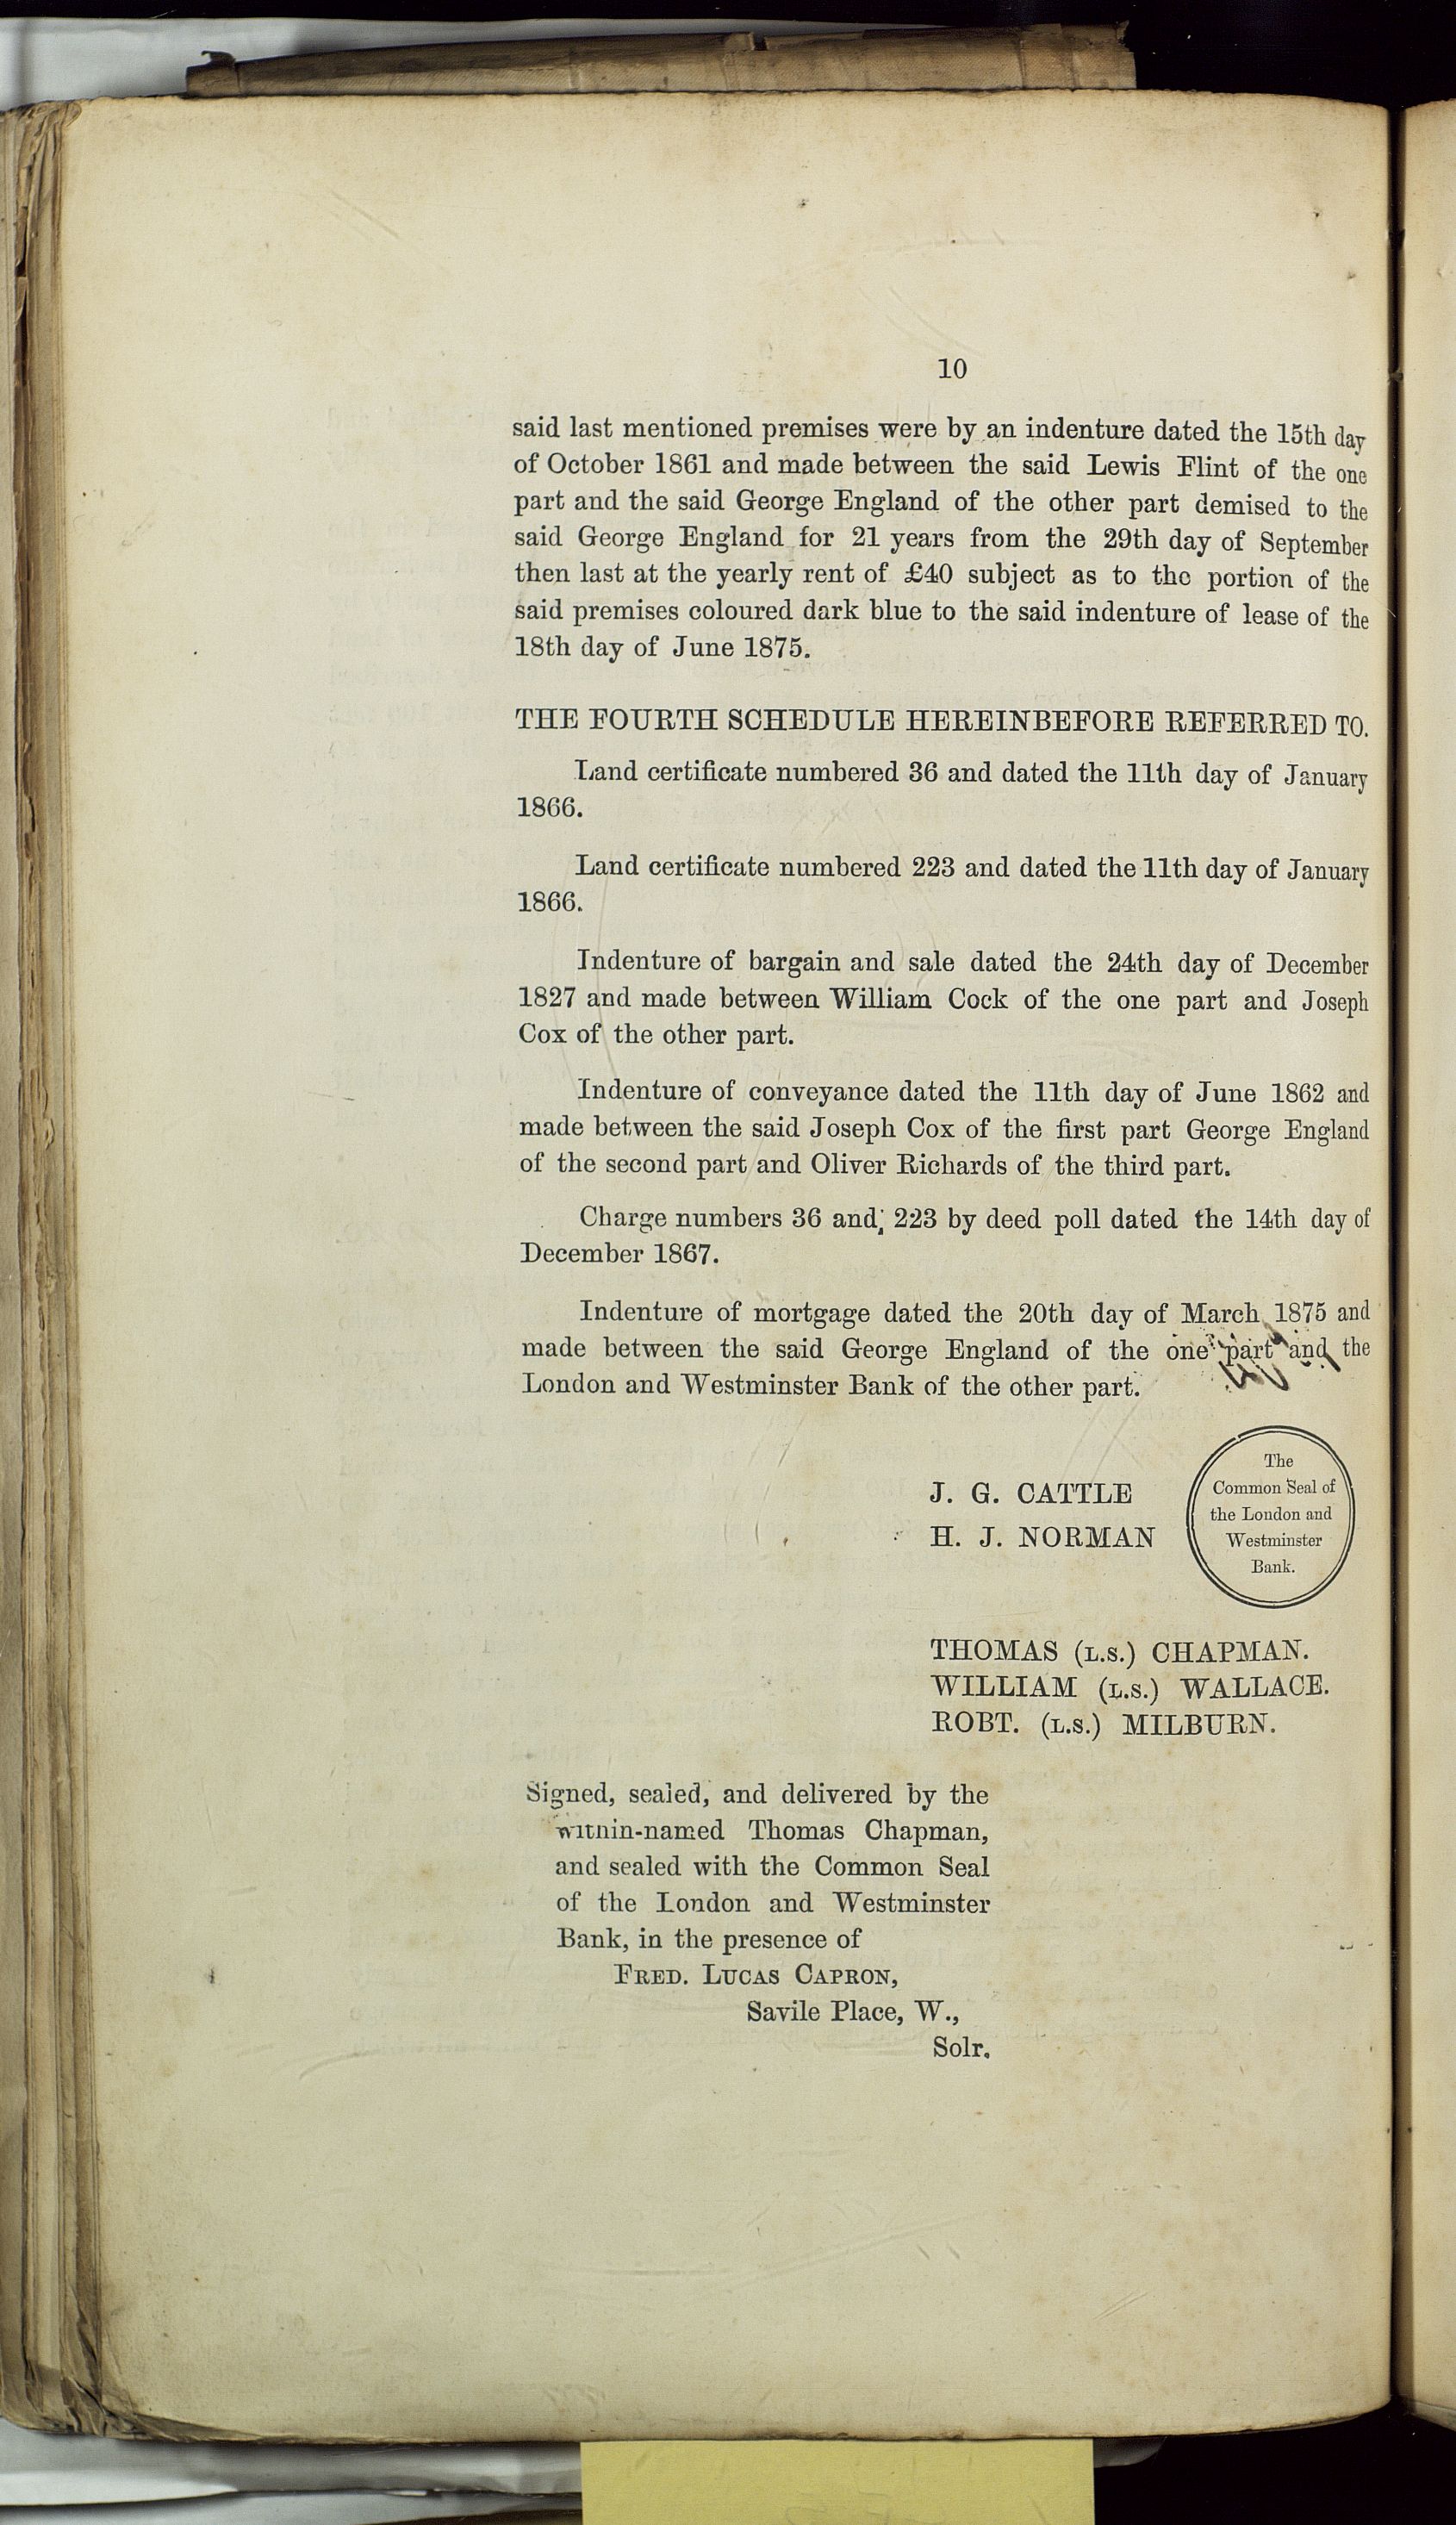 10
said last mentioned premises were by an indenture dated the 15th day
of October 1861 and made between the said Lewis Flint of the one
part and the said George England of the other part demised to the
said George England for 21 years from the 29th day of September
then last at the yearly rent of £40 subject as to the portion of the
said premises coloured dark blue to the said indenture of lease of the
18th day of June 1875.
THE FOURTH SCHEDULE HEREINBEFORE REFERRED TO.
Land certificate numbered 36 and dated the 11th day of January
1866.
Land certificate numbered 223 and dated the 11th day of January
1866.
Indenture of bargain and sale dated the 24th day of December
1827 and made between William Cock of the one part and Joseph
Cox of the other part.
Indenture of conveyance dated the 11th day of June 1862 and
made between the said Joseph Cox of the first part George England
of the second part and Oliver Richards of the third part.
Charge numbers 36 and; 223 by deed poll dated the 14th day of
December 1867.
Indenture of mortgage dated the 20th day of March 1875 and
made between the said George England of the one part and the
London and Westminster Bank of the other part.
J. G. CATTLE
H. J. NORMAN
The
Common Seal of
the London and
Westminster
Bank.
THOMAS (L.S.) CHAPMAN.
WILLIAM (L.S.) WALLACE.
ROBT. (L.S.) MILBURN.
Signed, sealed, and delivered by the
within-named Thomas Chapman,
and sealed with the Common Seal
of the London and Westminster
Bank, in the presence of
FRED. LUCAS CAPRON,
Savile Place, W.,
Solr.